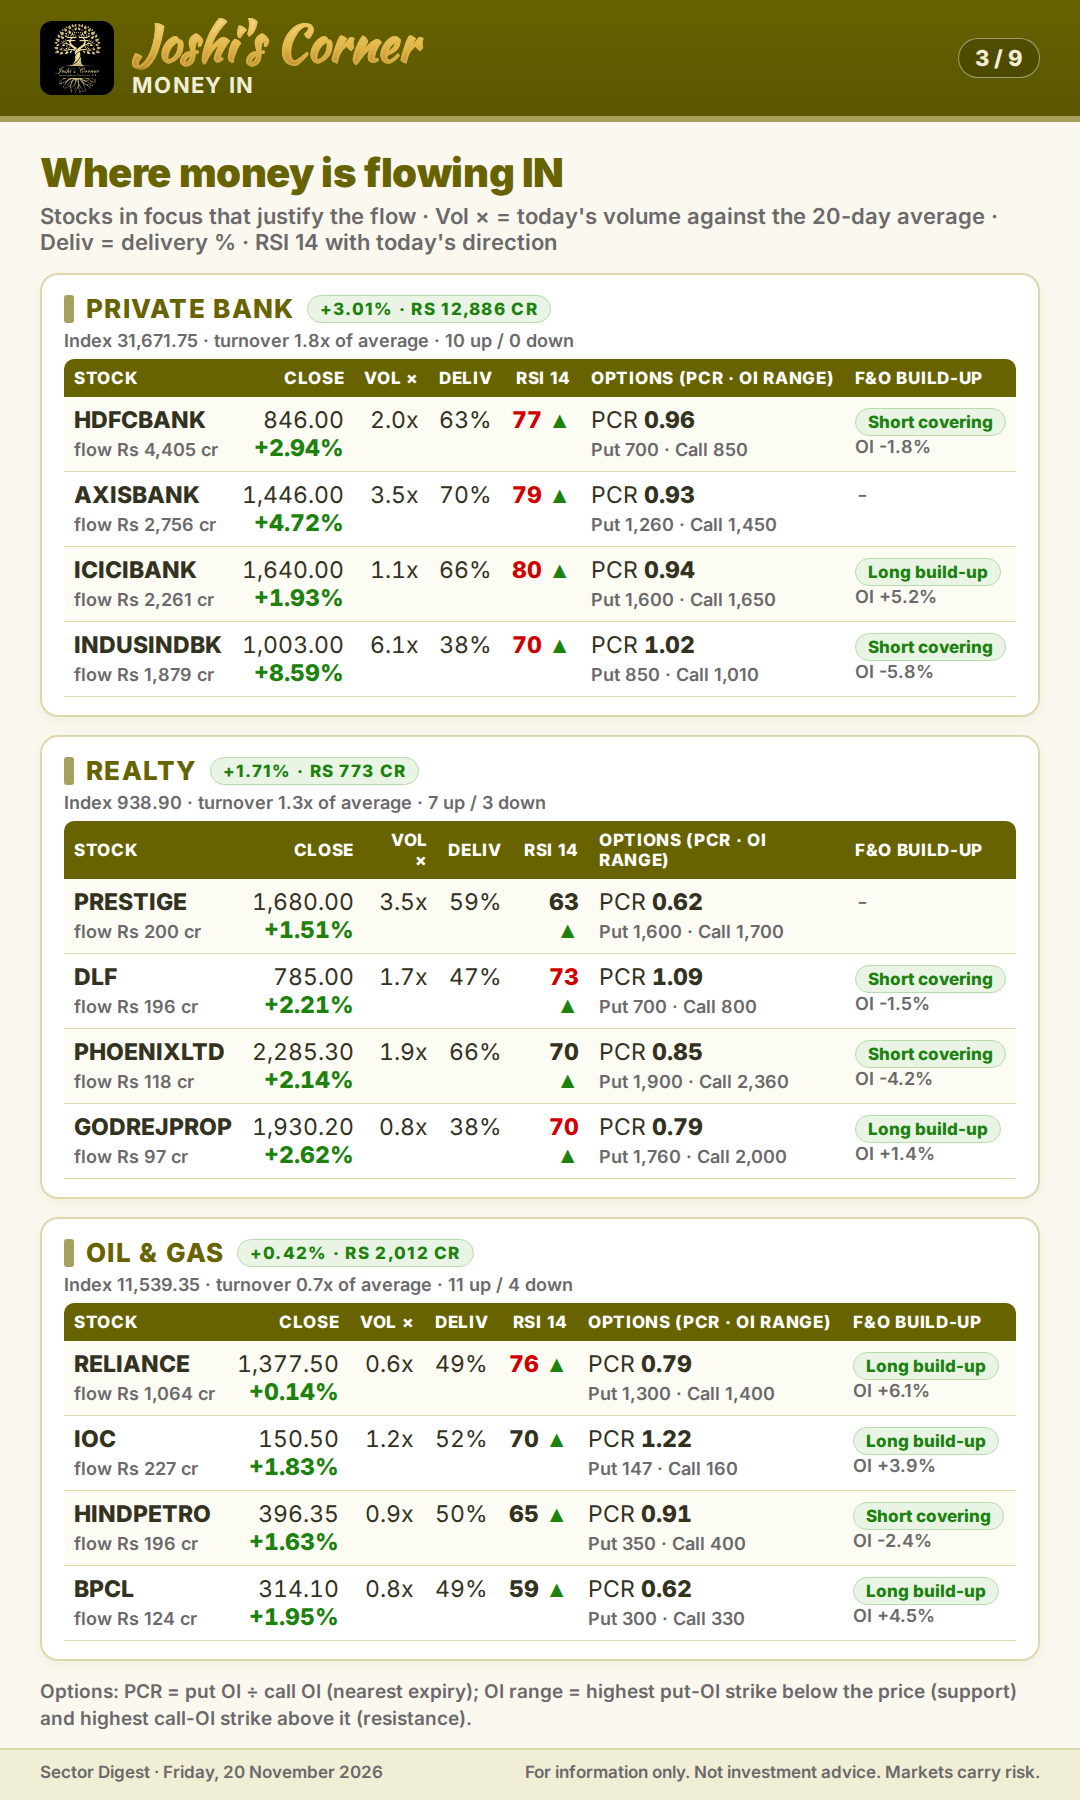 Joshi's Corner
Joshi's Corner
MONEY IN
3 / 9
Where money is flowing IN
Stocks in focus that justify the flow · Vol × = today's volume against the 20-day average ·
Deliv = delivery % · RSI 14 with today's direction
PRIVATE BANK +3.01% · RS 12,886 CR
Index 31,671.75 · turnover 1.8x of average · 10 up / 0 down
STOCK CLOSE VOL × DELIV RSI 14 OPTIONS (PCR · OI RANGE) F&O BUILD-UP
HDFCBANK 846.00 2.0x 63% 77 ▲ PCR 0.96 Short covering
flow Rs 4,405 cr +2.94% Put 700 · Call 850 OI -1.8%
AXISBANK 1,446.00 3.5x 70% 79 ▲ PCR 0.93 -
flow Rs 2,756 cr +4.72% Put 1,260 · Call 1,450
ICICIBANK 1,640.00 1.1x 66% 80 ▲ PCR 0.94 Long build-up
flow Rs 2,261 cr +1.93% Put 1,600 · Call 1,650 OI +5.2%
INDUSINDBK 1,003.00 6.1x 38% 70 ▲ PCR 1.02 Short covering
flow Rs 1,879 cr +8.59% Put 850 · Call 1,010 OI -5.8%
REALTY +1.71% · RS 773 CR
Index 938.90 · turnover 1.3x of average · 7 up / 3 down
STOCK CLOSE VOL × DELIV RSI 14 OPTIONS (PCR · OI RANGE) F&O BUILD-UP
PRESTIGE 1,680.00 3.5x 59% 63 PCR 0.62 -
flow Rs 200 cr +1.51% ▲ Put 1,600 · Call 1,700
DLF 785.00 1.7x 47% 73 PCR 1.09 Short covering
flow Rs 196 cr +2.21% ▲ Put 700 · Call 800 OI -1.5%
PHOENIXLTD 2,285.30 1.9x 66% 70 PCR 0.85 Short covering
flow Rs 118 cr +2.14% ▲ Put 1,900 · Call 2,360 OI -4.2%
GODREJPROP 1,930.20 0.8x 38% 70 PCR 0.79 Long build-up
flow Rs 97 cr +2.62% ▲ Put 1,760 · Call 2,000 OI +1.4%
OIL & GAS +0.42% · RS 2,012 CR
Index 11,539.35 · turnover 0.7x of average · 11 up / 4 down
STOCK CLOSE VOL × DELIV RSI 14 OPTIONS (PCR · OI RANGE) F&O BUILD-UP
RELIANCE 1,377.50 0.6x 49% 76 ▲ PCR 0.79 Long build-up
flow Rs 1,064 cr +0.14% Put 1,300 · Call 1,400 OI +6.1%
IOC 150.50 1.2x 52% 70 ▲ PCR 1.22 Long build-up
flow Rs 227 cr +1.83% Put 147 · Call 160 OI +3.9%
HINDPETRO 396.35 0.9x 50% 65 ▲ PCR 0.91 Short covering
flow Rs 196 cr +1.63% Put 350 · Call 400 OI -2.4%
BPCL 314.10 0.8x 49% 59 ▲ PCR 0.62 Long build-up
flow Rs 124 cr +1.95% Put 300 · Call 330 OI +4.5%
Options: PCR = put OI ÷ call OI (nearest expiry); OI range = highest put-OI strike below the price (support)
and highest call-OI strike above it (resistance).
Sector Digest · Friday, 20 November 2026 For information only. Not investment advice. Markets carry risk.